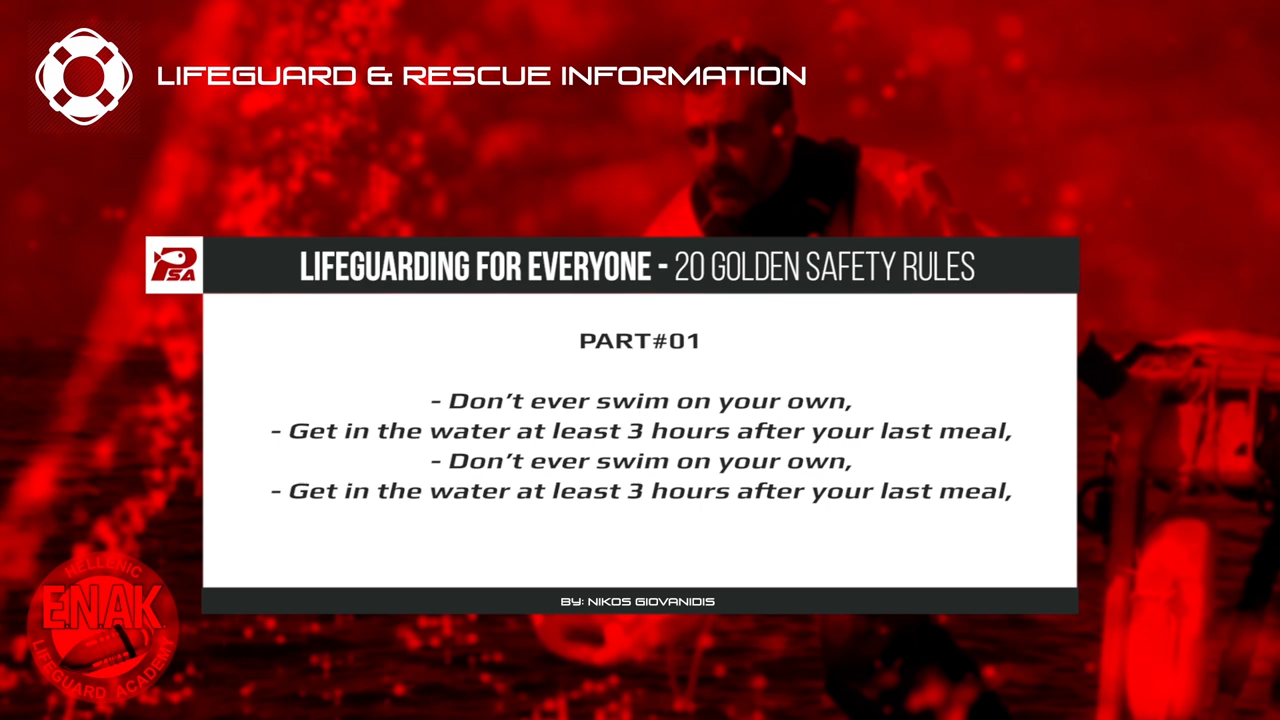 LIFEGUARD & RESCUE INFORMATION
PSA
LIFEGUARDING FOR EVERYONE - 20 GOLDEN SAFETY RULES
PART#01
- Don't ever swim on your own,
- Get in the water at least 3 hours after your last meal,
- Don't ever swim on your own,
- Get in the water at least 3 hours after your last meal,
BY: NIKOS GIOVANIDIS
HELLENIC
E.N.A.K.
LIFEGUARD ACADEMY